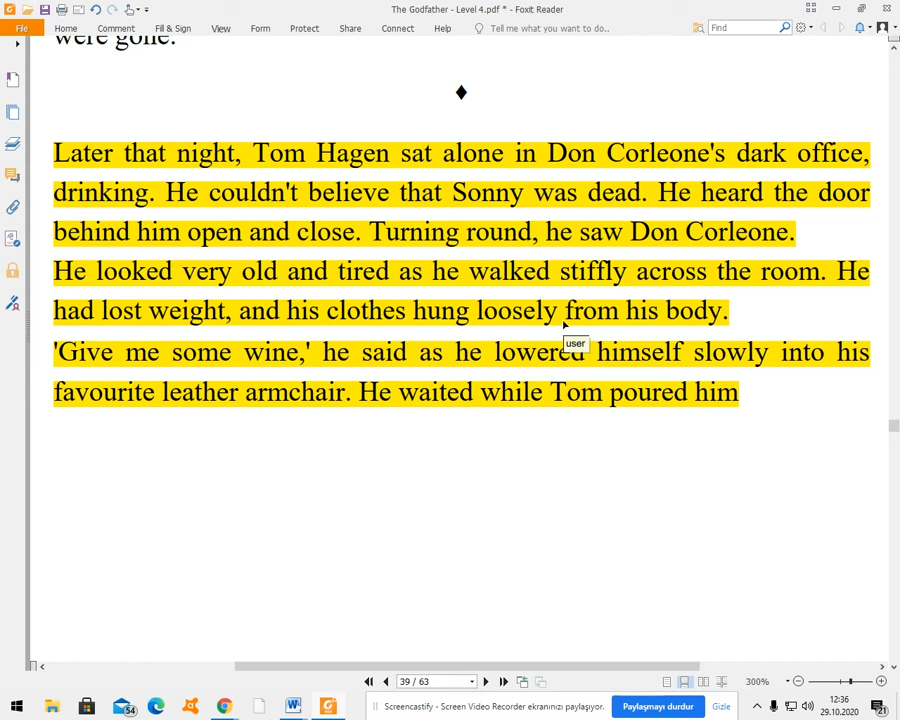 The Godfather - Level 4.pdf * - Foxit Reader
File Home Comment Fill & Sign View Form Protect Share Connect Help Tell me what you want to do.. Find
were gone.
♦
Later that night, Tom Hagen sat alone in Don Corleone's dark office,
drinking. He couldn't believe that Sonny was dead. He heard the door
behind him open and close. Turning round, he saw Don Corleone.
He looked very old and tired as he walked stiffly across the room. He
had lost weight, and his clothes hung loosely from his body.
user
'Give me some wine,' he said as he lowered himself slowly into his
favourite leather armchair. He waited while Tom poured him
39 / 63 300%
54 Screencastify - Screen Video Recorder ekranınızı paylaşıyor. Paylaşmayı durdur Gizle 12:36
29.10.2020 21